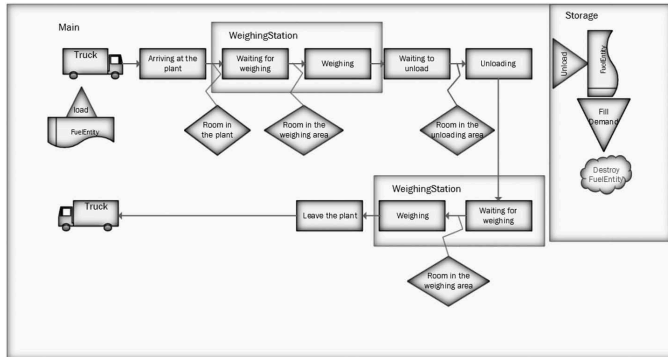 Main
WeighingStation
Storage
Truck
Arriving at the
plant
Waiting for
weighing
Weighing
Waiting to
unload
Unloading
Unload
FuelEntity
load
FuelEntity
Room in
the plant
Room in the
weighing area
Room in the
unloading area
Fill
Demand
Destroy
FuelEntity
WeighingStation
Truck
Leave the plant
Weighing
Waiting for
weighing
Room in the
weighing area